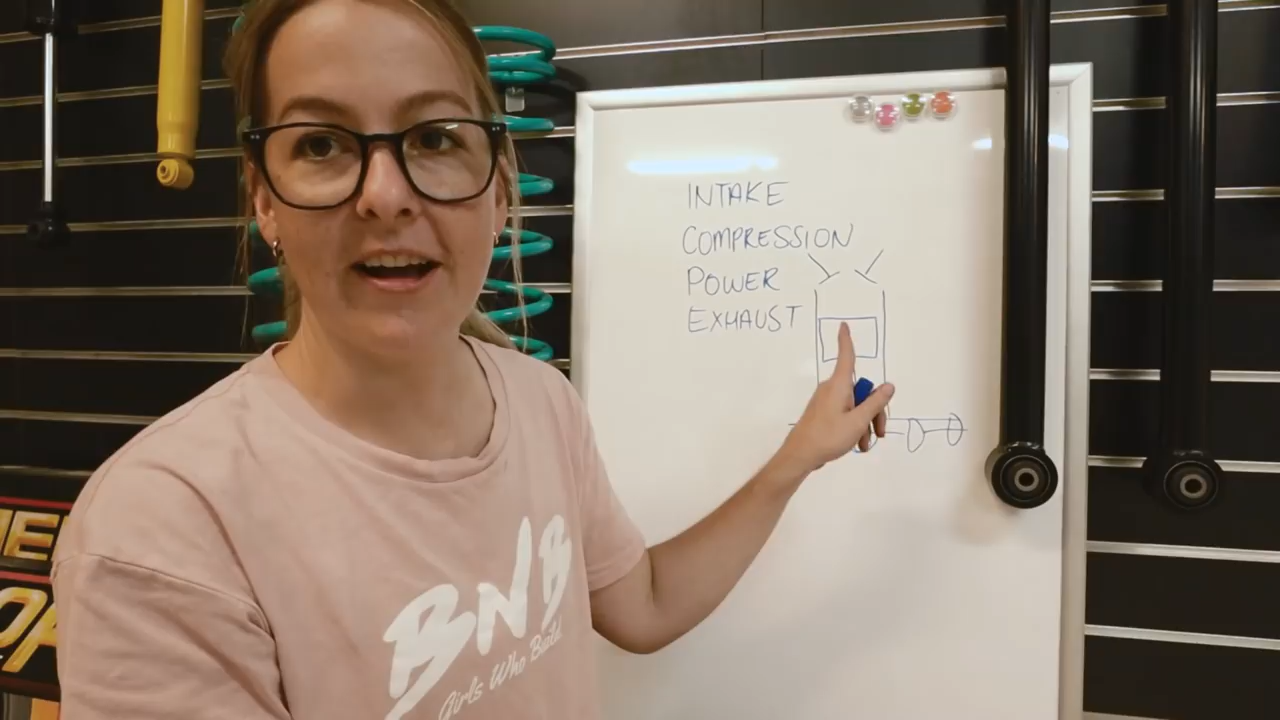 INTAKE
COMPRESSION
POWER
EXHAUST
BNB
Girls Who Build